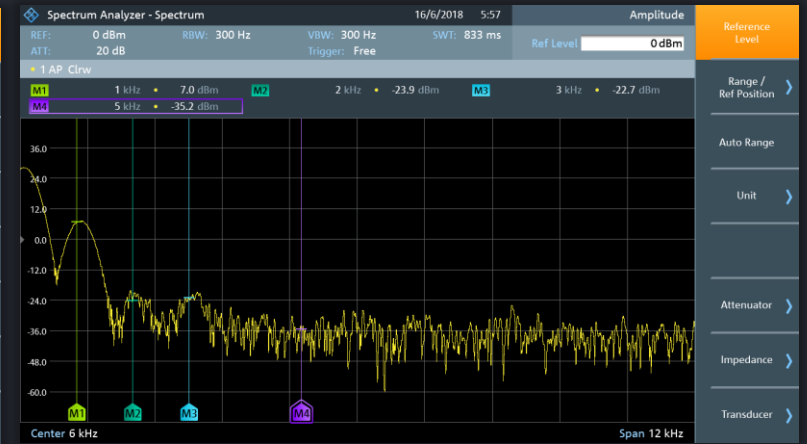 Spectrum Analyzer - Spectrum 16/6/2018 5:57 Amplitude
REF: 0 dBm RBW: 300 Hz VBW: 300 Hz SWT: 833 ms
ATT: 20 dB Trigger: Free
Ref Level 0 dBm
• 1 AP Clrw
M1 1 kHz • 7.0 dBm M2 2 kHz • -23.9 dBm M3 3 kHz • -22.7 dBm
M4 5 kHz • -35.2 dBm
36.0
24.0
12.0
0.0
-12.0
-24.0
-36.0
-48.0
-60.0
M1 M2 M3 M4
Center 6 kHz Span 12 kHz
Reference
Level
Range /
Ref Position
Auto Range
Unit
Attenuator
Impedance
Transducer